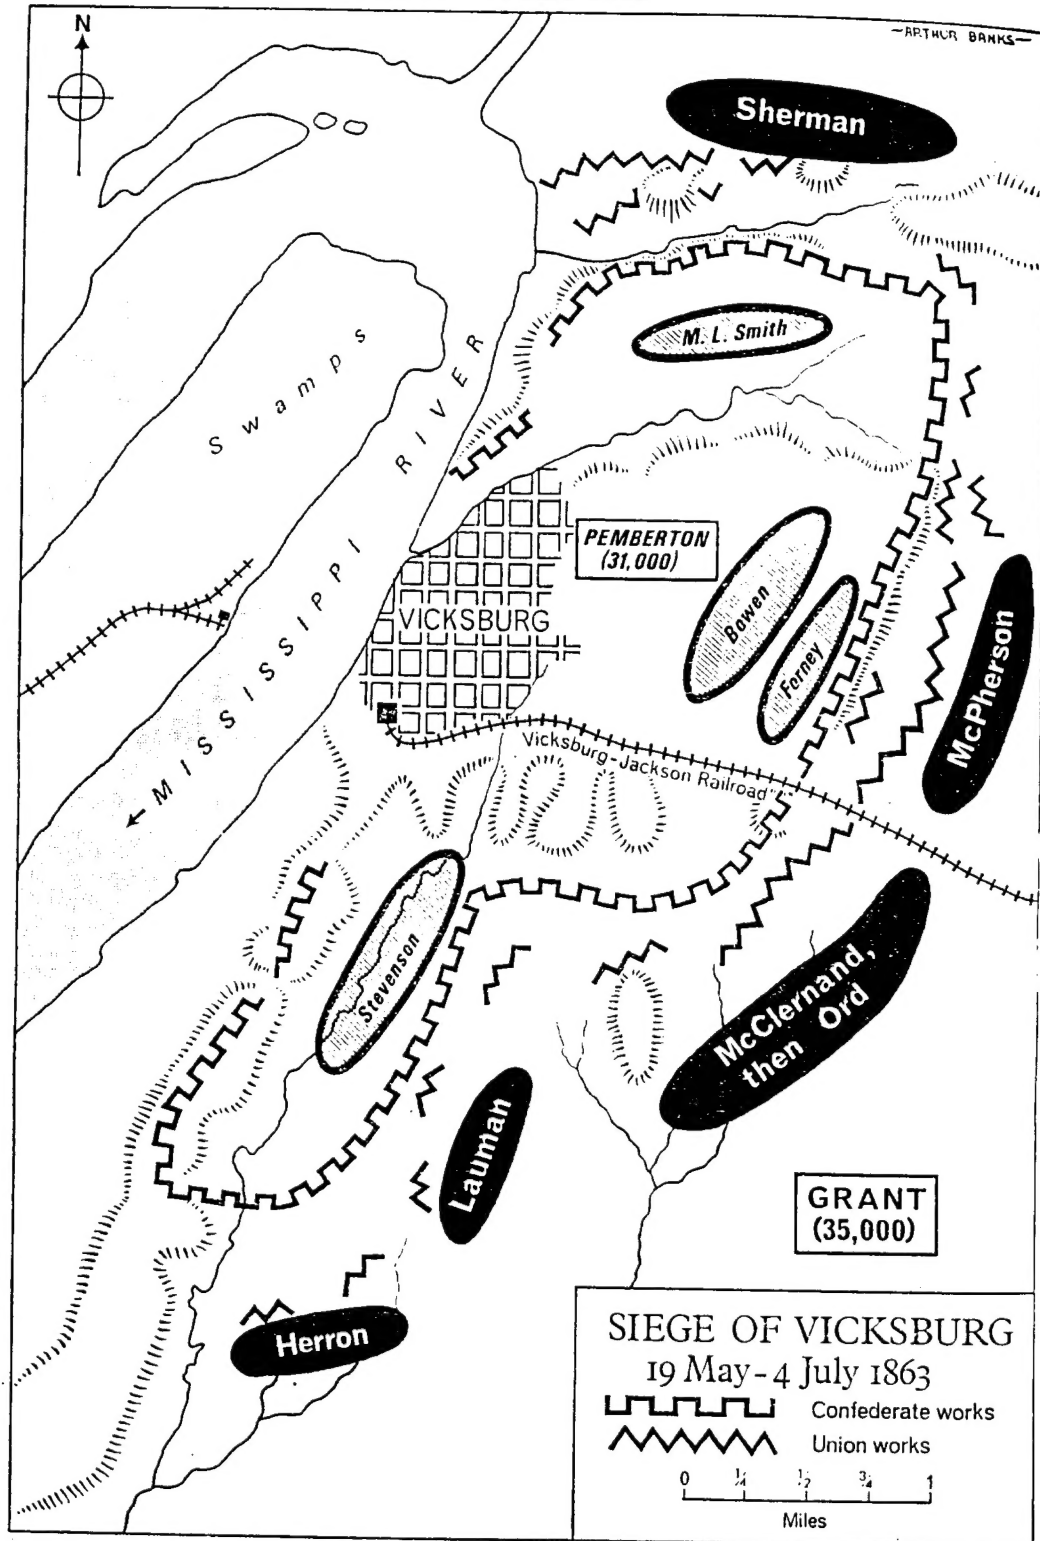 —ARTHUR BANKS—
N
Sherman
M. L. Smith
Swamps
MISSISSIPPI RIVER
PEMBERTON
(31,000)
VICKSBURG
Bowen
Forney
McPherson
Vicksburg-Jackson Railroad
Stevenson
McClernand,
then Ord
Lauman
GRANT
(35,000)
Herron
SIEGE OF VICKSBURG
19 May - 4 July 1863
Confederate works
Union works
0 1/4 1/2 3/4 1
Miles